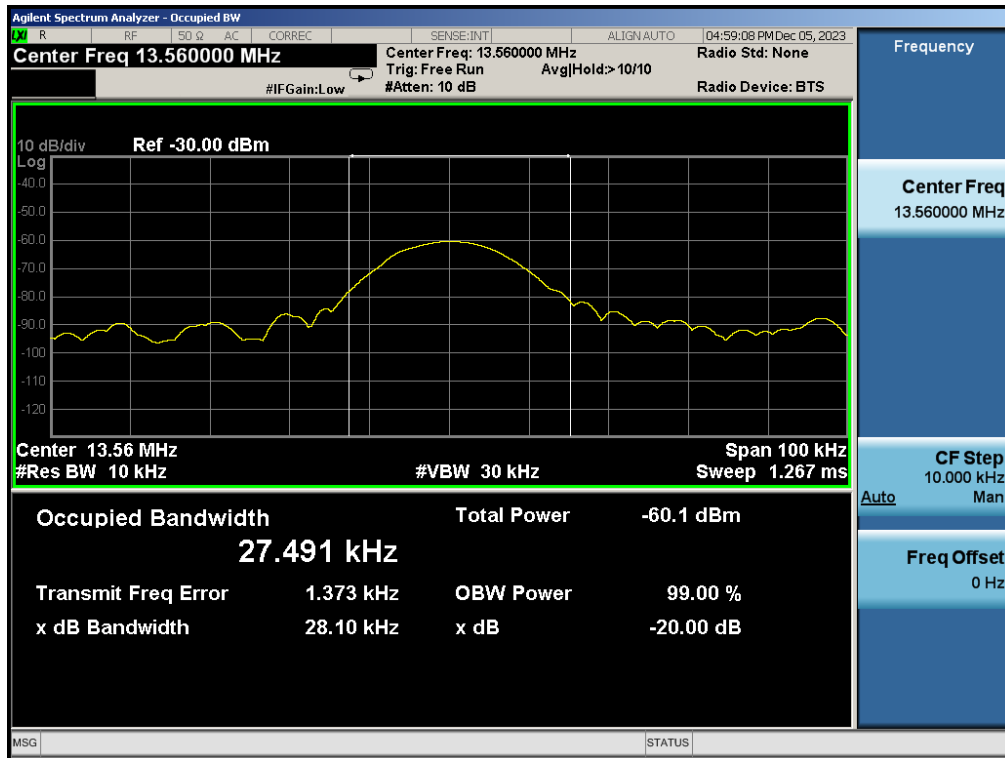 Agilent Spectrum Analyzer - Occupied BW
LXI R RF 50 Ω AC CORREC SENSE:INT ALIGN AUTO 04:59:08 PM Dec 05, 2023
Center Freq 13.560000 MHz
Center Freq: 13.560000 MHz
Radio Std: None
Trig: Free Run Avg|Hold:>10/10
#IFGain:Low
#Atten: 10 dB
Radio Device: BTS
10 dB/div Ref -30.00 dBm
Log
-40.0
-50.0
-60.0
-70.0
-80.0
-90.0
-100
-110
-120
Center 13.56 MHz Span 100 kHz
#Res BW 10 kHz #VBW 30 kHz Sweep 1.267 ms
Occupied Bandwidth Total Power -60.1 dBm
27.491 kHz
Transmit Freq Error 1.373 kHz OBW Power 99.00 %
x dB Bandwidth 28.10 kHz x dB -20.00 dB
Frequency
Center Freq
13.560000 MHz
CF Step
10.000 kHz
Auto Man
Freq Offset
0 Hz
MSG STATUS